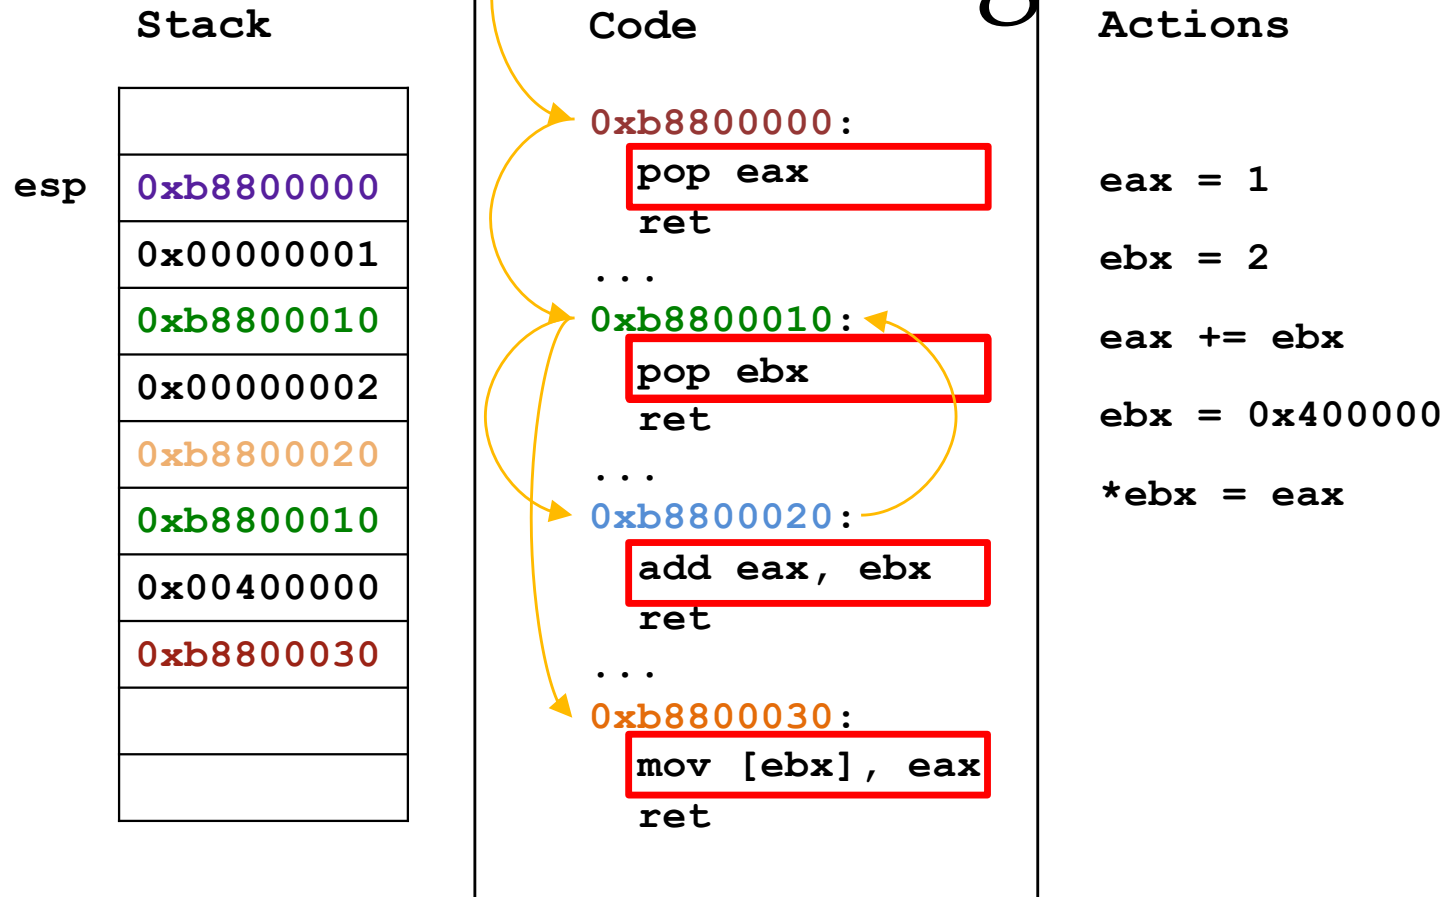 Stack
esp
0xb8800000
0x00000001
0xb8800010
0x00000002
0xb8800020
0xb8800010
0x00400000
0xb8800030
Code
0xb8800000:
pop eax
ret
...
0xb8800010:
pop ebx
ret
...
0xb8800020:
add eax, ebx
ret
...
0xb8800030:
mov [ebx], eax
ret
Actions
eax = 1
ebx = 2
eax += ebx
ebx = 0x400000
*ebx = eax